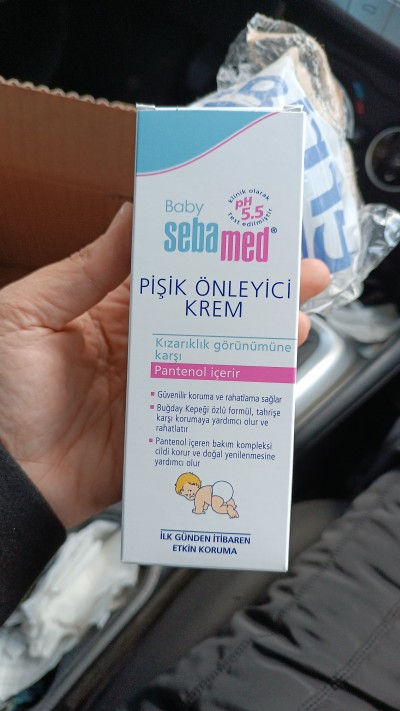 Baby
klinik olarak
pH
5.5
test edilmiştir
sebamed®
PİŞİK ÖNLEYİCİ
KREM
Kızarıklık görünümüne
karşı
Pantenol içerir
▪ Güvenilir koruma ve rahatlama sağlar
▪ Buğday Kepeği özlü formül, tahrişe
karşı korumaya yardımcı olur ve
rahatlatır
▪ Pantenol içeren bakım kompleksi
cildi korur ve doğal yenilenmesine
yardımcı olur
İLK GÜNDEN İTİBAREN
ETKİN KORUMA